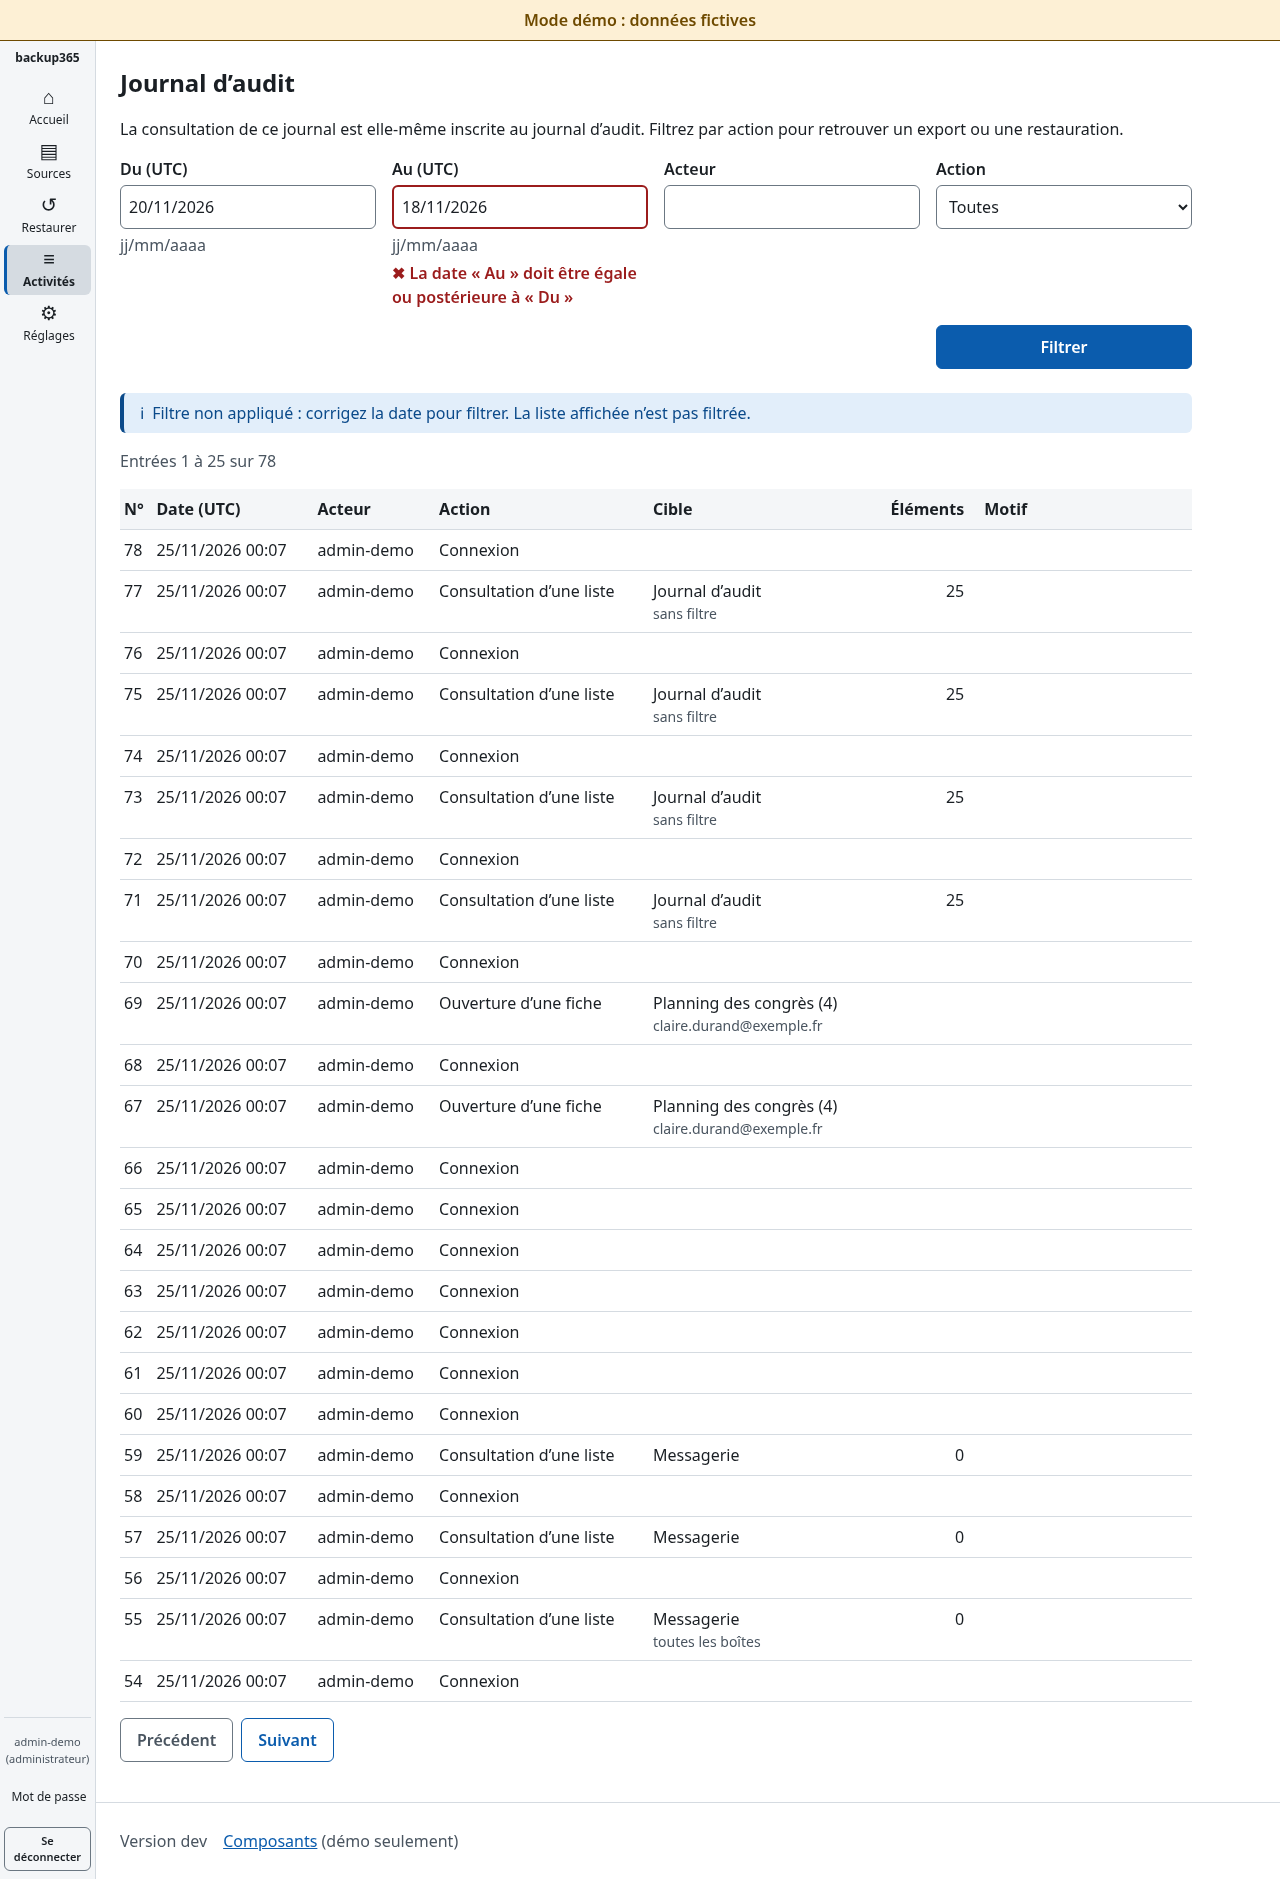 Mode démo : données fictives
backup365
Accueil
Sources
Restaurer
Activités
Réglages
admin-demo
(administrateur)
Mot de passe
Se
déconnecter
Journal d’audit
La consultation de ce journal est elle-même inscrite au journal d’audit. Filtrez par action pour retrouver un export ou une restauration.
Du (UTC) Au (UTC) Acteur Action
20/11/2026 18/11/2026 Toutes
jj/mm/aaaa jj/mm/aaaa
✖ La date « Au » doit être égale
ou postérieure à « Du »
Filtrer
i Filtre non appliqué : corrigez la date pour filtrer. La liste affichée n’est pas filtrée.
Entrées 1 à 25 sur 78
N° Date (UTC) Acteur Action Cible Éléments Motif
78 25/11/2026 00:07 admin-demo Connexion
77 25/11/2026 00:07 admin-demo Consultation d’une liste Journal d’audit 25
sans filtre
76 25/11/2026 00:07 admin-demo Connexion
75 25/11/2026 00:07 admin-demo Consultation d’une liste Journal d’audit 25
sans filtre
74 25/11/2026 00:07 admin-demo Connexion
73 25/11/2026 00:07 admin-demo Consultation d’une liste Journal d’audit 25
sans filtre
72 25/11/2026 00:07 admin-demo Connexion
71 25/11/2026 00:07 admin-demo Consultation d’une liste Journal d’audit 25
sans filtre
70 25/11/2026 00:07 admin-demo Connexion
69 25/11/2026 00:07 admin-demo Ouverture d’une fiche Planning des congrès (4)
claire.durand@exemple.fr
68 25/11/2026 00:07 admin-demo Connexion
67 25/11/2026 00:07 admin-demo Ouverture d’une fiche Planning des congrès (4)
claire.durand@exemple.fr
66 25/11/2026 00:07 admin-demo Connexion
65 25/11/2026 00:07 admin-demo Connexion
64 25/11/2026 00:07 admin-demo Connexion
63 25/11/2026 00:07 admin-demo Connexion
62 25/11/2026 00:07 admin-demo Connexion
61 25/11/2026 00:07 admin-demo Connexion
60 25/11/2026 00:07 admin-demo Connexion
59 25/11/2026 00:07 admin-demo Consultation d’une liste Messagerie 0
58 25/11/2026 00:07 admin-demo Connexion
57 25/11/2026 00:07 admin-demo Consultation d’une liste Messagerie 0
56 25/11/2026 00:07 admin-demo Connexion
55 25/11/2026 00:07 admin-demo Consultation d’une liste Messagerie 0
toutes les boîtes
54 25/11/2026 00:07 admin-demo Connexion
Précédent Suivant
Version dev Composants (démo seulement)